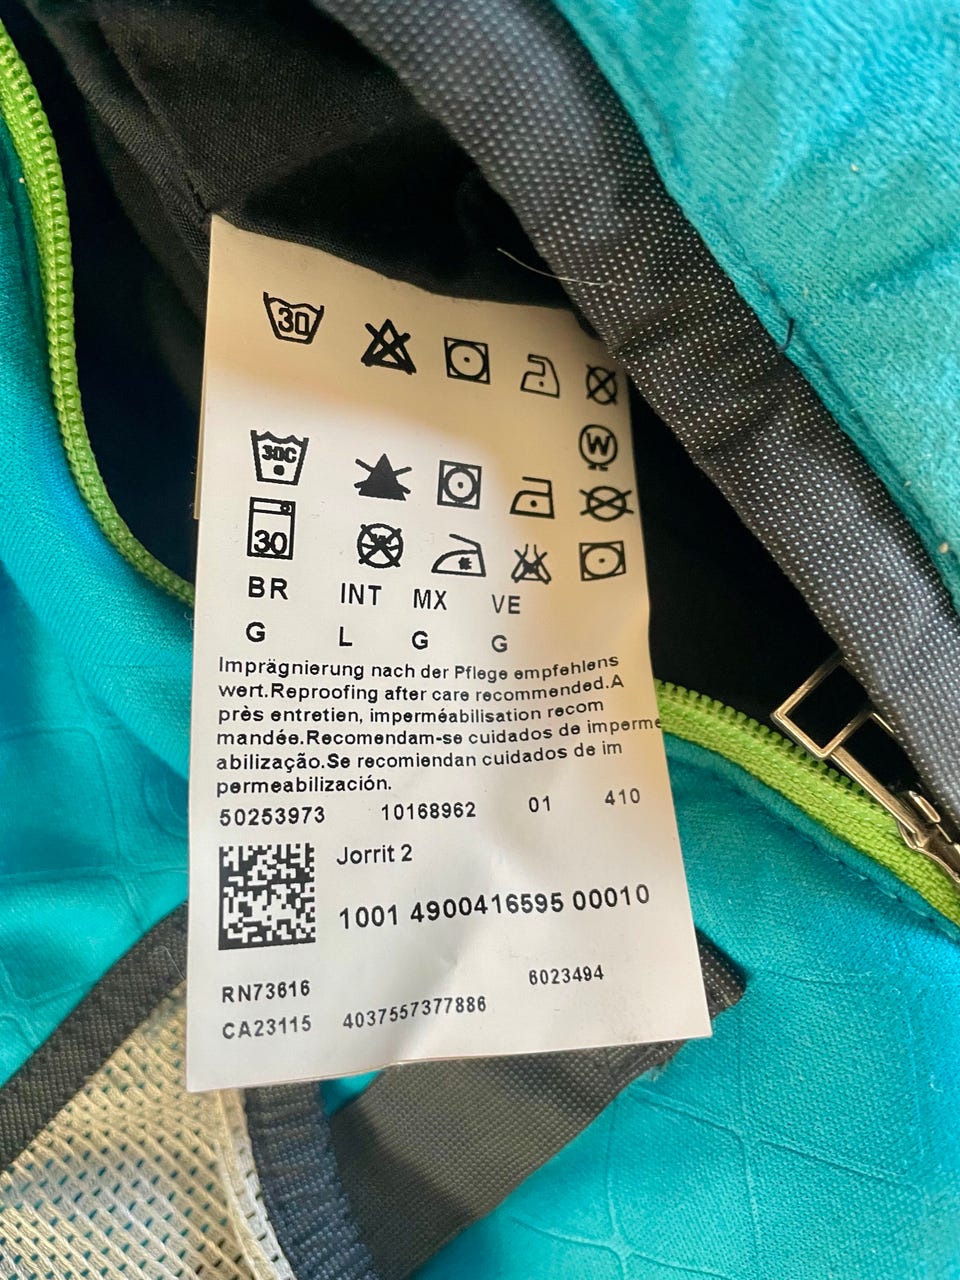 30
W
30C
30
BR INT MX VE
G L G G
Imprägnierung nach der Pflege empfehlens
wert.Reproofing after care recommended.A
près entretien, imperméabilisation recom
mandée.Recomendam-se cuidados de imperme
abilização.Se recomiendan cuidados de im
permeabilización.
50253973 10168962 01 410
Jorrit 2
1001 4900416595 00010
RN73616 6023494
CA23115 4037557377886